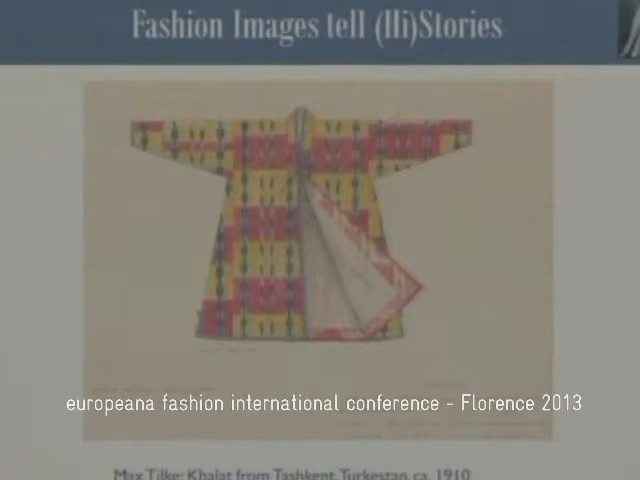 Fashion Images tell (Hi)Stories
europeana fashion international conference - Florence 2013
Max Tilke: Khalat from Tashkent, Turkestan, ca. 1910